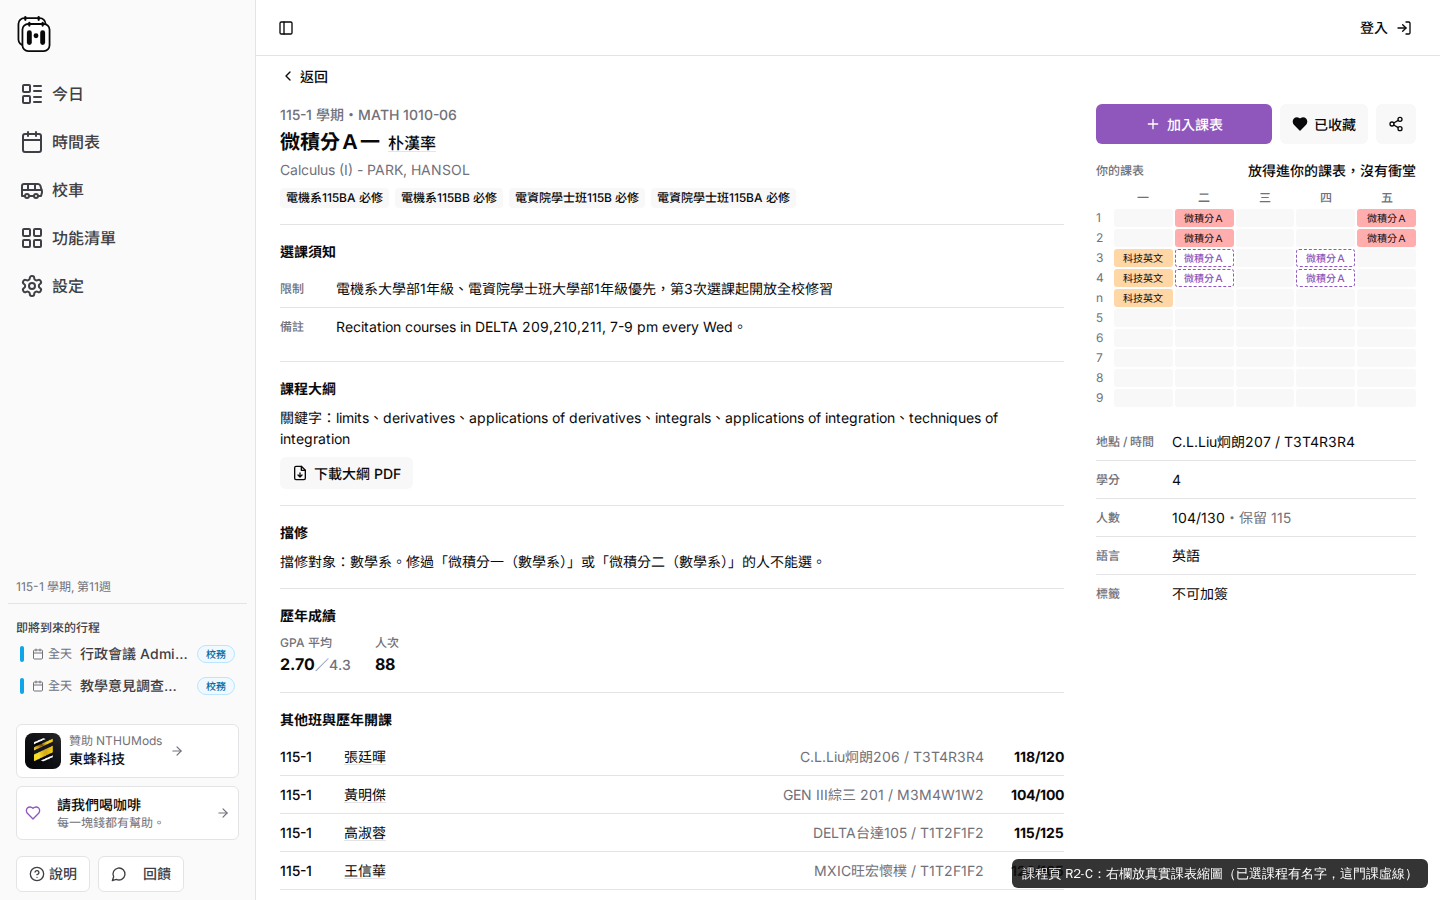 今日
時間表
校車
功能清單
設定
115-1 學期, 第11週
即將到來的行程
全天 行政會議 Admi... 校務
全天 教學意見調查... 校務
贊助 NTHUMods
東蜂科技
請我們喝咖啡
每一塊錢都有幫助。
說明 回饋
登入
返回
115-1 學期・MATH 1010-06
微積分A一 朴漢率
Calculus (I) - PARK, HANSOL
電機系115BA 必修 電機系115BB 必修 電資院學士班115B 必修 電資院學士班115BA 必修
選課須知
限制 電機系大學部1年級、電資院學士班大學部1年級優先，第3次選課起開放全校修習
備註 Recitation courses in DELTA 209,210,211, 7-9 pm every Wed。
課程大綱
關鍵字：limits、derivatives、applications of derivatives、integrals、applications of integration、techniques of
integration
下載大綱 PDF
擋修
擋修對象：數學系。修過「微積分一（數學系）」或「微積分二（數學系）」的人不能選。
歷年成績
GPA 平均 人次
2.70／4.3 88
其他班與歷年開課
115-1 張廷暉 C.L.Liu炯朗206 / T3T4R3R4 118/120
115-1 黃明傑 GEN III綜三 201 / M3M4W1W2 104/100
115-1 高淑蓉 DELTA台達105 / T1T2F1F2 115/125
115-1 王信華 MXIC旺宏懷樸 / T1T2F1F2
加入課表 已收藏
你的課表 放得進你的課表，沒有衝堂
一 二 三 四 五
1 微積分A 微積分A
2 微積分A 微積分A
3 科技英文 微積分A 微積分A
4 科技英文 微積分A 微積分A
n 科技英文
5
6
7
8
9
地點 / 時間 C.L.Liu炯朗207 / T3T4R3R4
學分 4
人數 104/130・保留 115
語言 英語
標籤 不可加簽
課程頁 R2-C：右欄放真實課表縮圖（已選課程有名字，這門課虛線）